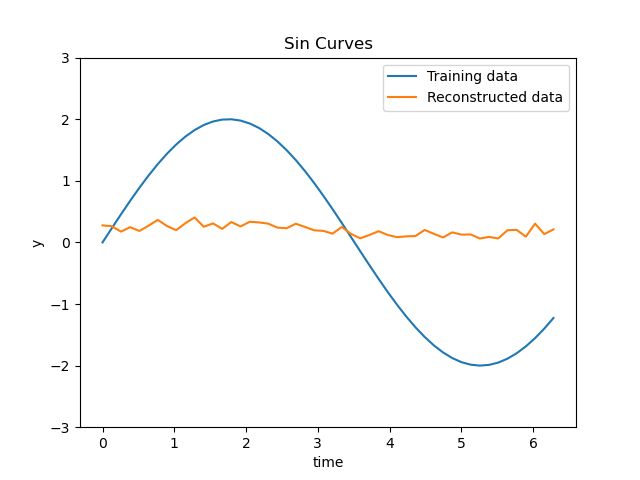 Sin Curves
Training data
Reconstructed data
3
2
1
0
−1
−2
−3
y
0 1 2 3 4 5 6
time